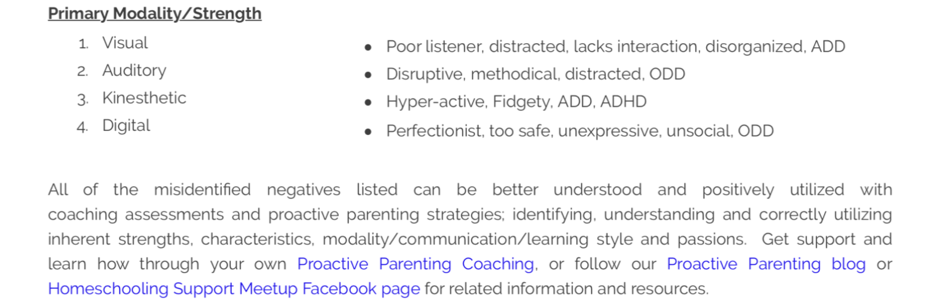 Primary Modality/Strength
1. Visual
2. Auditory
3. Kinesthetic
4. Digital
• Poor listener, distracted, lacks interaction, disorganized, ADD
• Disruptive, methodical, distracted, ODD
• Hyper-active, Fidgety, ADD, ADHD
• Perfectionist, too safe, unexpressive, unsocial, ODD
All of the misidentified negatives listed can be better understood and positively utilized with
coaching assessments and proactive parenting strategies; identifying, understanding and correctly utilizing
inherent strengths, characteristics, modality/communication/learning style and passions. Get support and
learn how through your own Proactive Parenting Coaching, or follow our Proactive Parenting blog or
Homeschooling Support Meetup Facebook page for related information and resources.